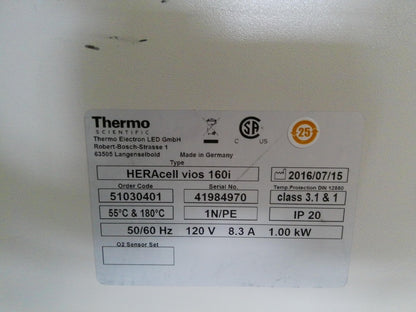 Thermo
SCIENTIFIC
Thermo Electron LED GmbH
Robert-Bosch-Strasse 1
63505 Langenselbold Made in Germany
C SA US
25
Type
HERAcell vios 160i 2016/07/15
Order Code Serial No. Temp.Protection DIN 12880
51030401 41984970 class 3.1 & 1
55°C & 180°C 1N/PE IP 20
50/60 Hz 120 V 8.3 A 1.00 kW
O2 Sensor Set